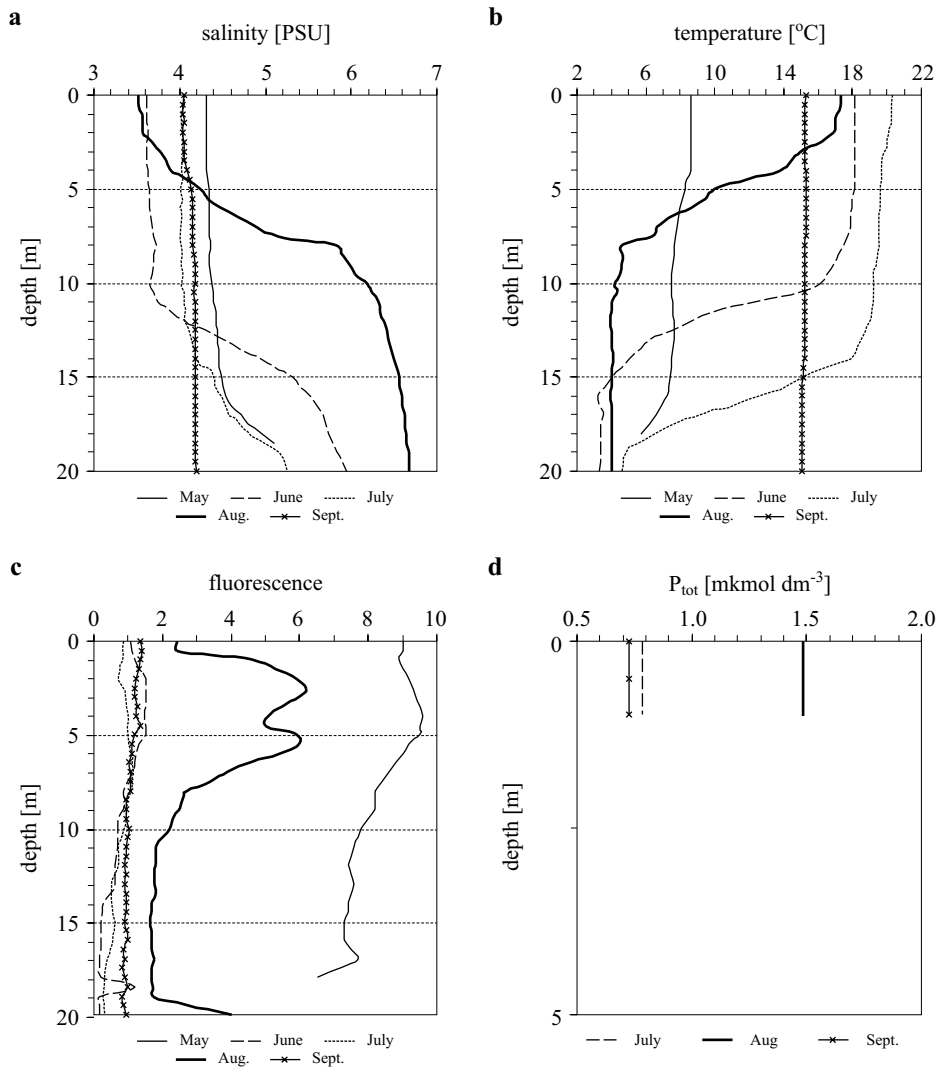 a
salinity [PSU]
3 4 5 6 7
0
5
10
15
20
depth [m]
May June July
Aug. Sept.
b
temperature [°C]
2 6 10 14 18 22
0
5
10
15
20
depth [m]
May June July
Aug. Sept.
c
fluorescence
0 2 4 6 8 10
0
5
10
15
20
depth [m]
May June July
Aug. Sept.
d
Ptot [mkmol dm-3]
0.5 1.0 1.5 2.0
0
5
depth [m]
July Aug Sept.